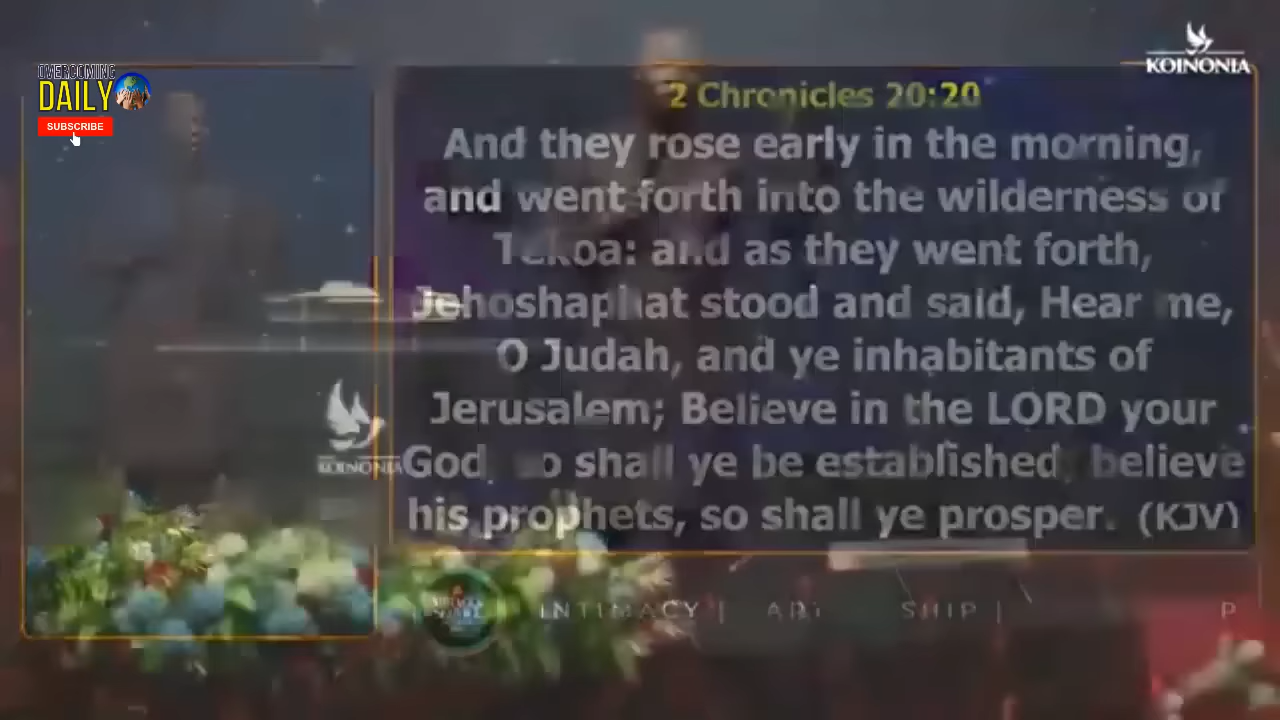 OVERCOMING
DAILY
SUBSCRIBE
KOINONIA
2 Chronicles 20:20
And they rose early in the morning,
and went forth into the wilderness of
Tekoa: and as they went forth,
Jehoshaphat stood and said, Hear me,
O Judah, and ye inhabitants of
Jerusalem; Believe in the LORD your
God, so shall ye be established; believe
his prophets, so shall ye prosper. (KJV)
KOINONIA
INTIMACY |
SHIP |
P